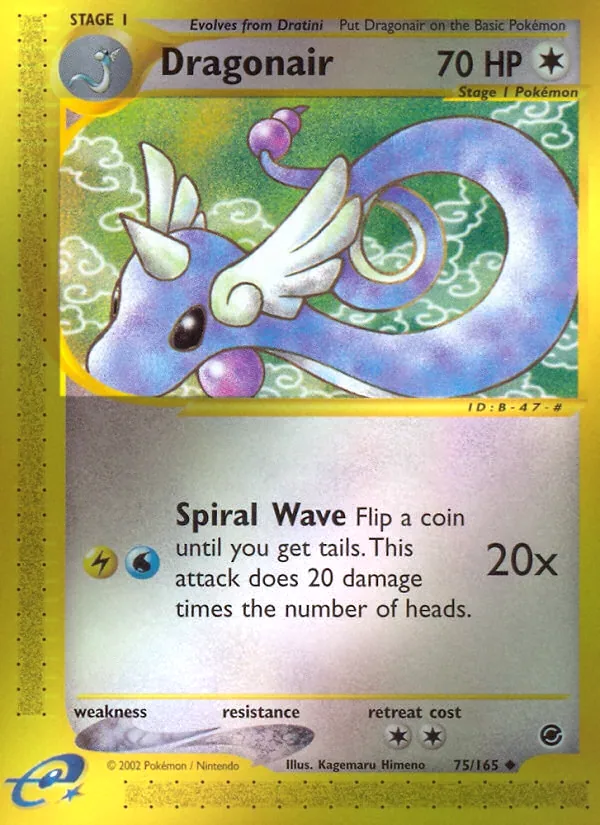 STAGE 1
Evolves from Dratini Put Dragonair on the Basic Pokémon
Dragonair 70 HP
Stage 1 Pokémon
ID:B-47-#
Spiral Wave Flip a coin
until you get tails. This
attack does 20 damage
times the number of heads.
20x
weakness resistance retreat cost
© 2002 Pokémon / Nintendo Illus. Kagemaru Himeno 75/165
e